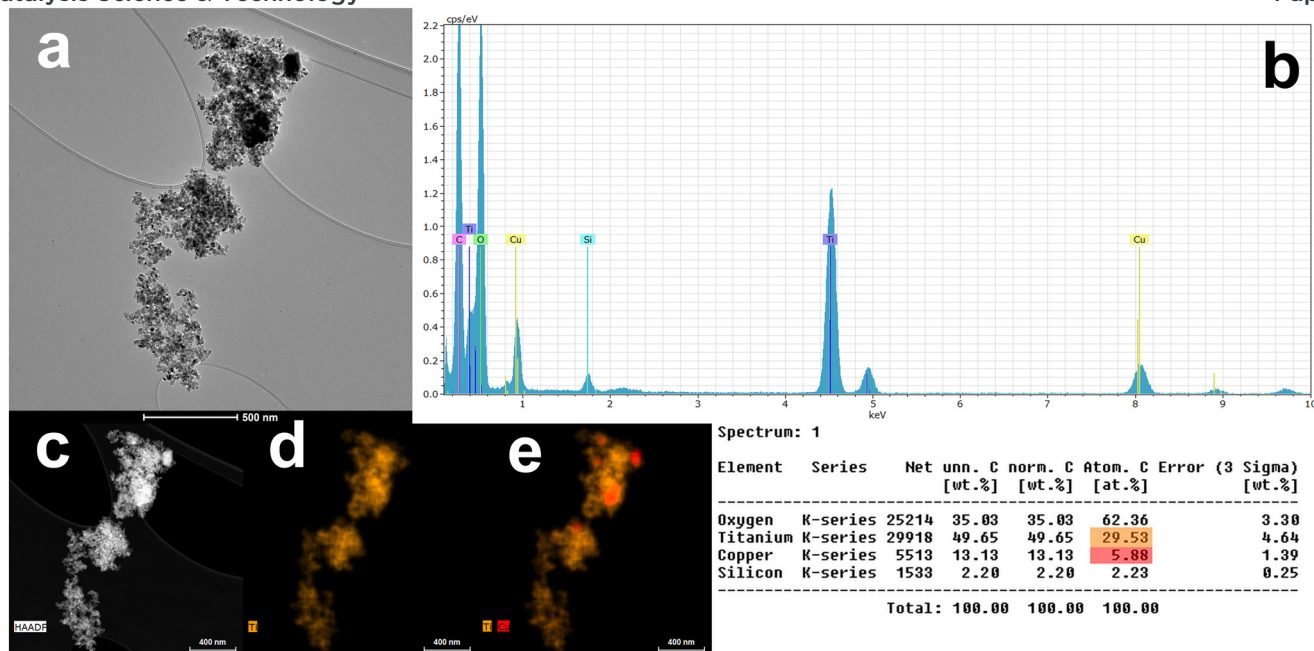 a
b
cps/eV
2.2
2.0
1.8
1.6
1.4
1.2
1.0
0.8
0.6
0.4
0.2
0.0
C
Ti
O
Cu
Si
Ti
Cu
1
2
3
4
5
6
7
8
9
10
keV
500 nm
c
HAADF
400 nm
d
Ti
400 nm
e
Ti Cu
400 nm
Spectrum: 1
Element Series Net unn. C norm. C Atom. C Error (3 Sigma)
[wt.%] [wt.%] [at.%] [wt.%]
Oxygen K-series 25214 35.03 35.03 62.36 3.30
Titanium K-series 29918 49.65 49.65 29.53 4.64
Copper K-series 5513 13.13 13.13 5.88 1.39
Silicon K-series 1533 2.20 2.20 2.23 0.25
Total: 100.00 100.00 100.00